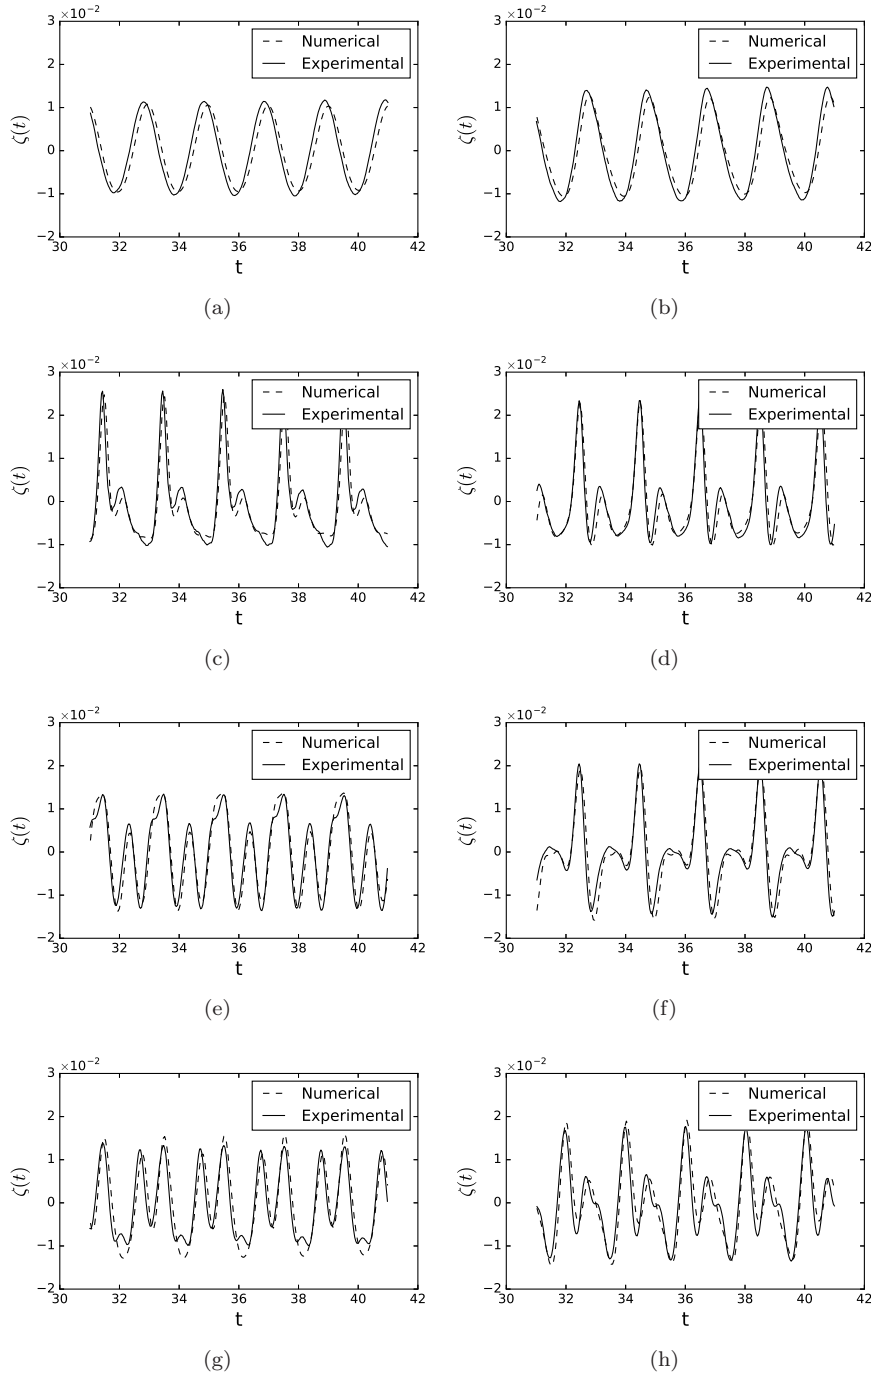 ×10⁻² ×10⁻²
3 3
Numerical Numerical
Experimental Experimental
2 2
1 1
ζ(t) 0 ζ(t) 0
−1 −1
−2 −2
30 32 34 36 38 40 42 30 32 34 36 38 40 42
t t
(a) (b)
×10⁻² ×10⁻²
3 3
Numerical Numerical
Experimental Experimental
2 2
1 1
ζ(t) 0 ζ(t) 0
−1 −1
−2 −2
30 32 34 36 38 40 42 30 32 34 36 38 40 42
t t
(c) (d)
×10⁻² ×10⁻²
3 3
Numerical Numerical
Experimental Experimental
2 2
1 1
ζ(t) 0 ζ(t) 0
−1 −1
−2 −2
30 32 34 36 38 40 42 30 32 34 36 38 40 42
t t
(e) (f)
×10⁻² ×10⁻²
3 3
Numerical Numerical
Experimental Experimental
2 2
1 1
ζ(t) 0 ζ(t) 0
−1 −1
−2 −2
30 32 34 36 38 40 42 30 32 34 36 38 40 42
t t
(g) (h)